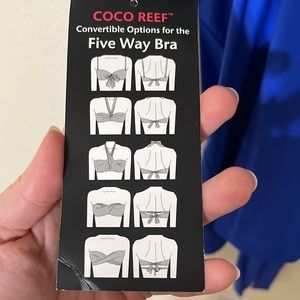 COCO REEF™
Convertible Options for the
Five Way Bra